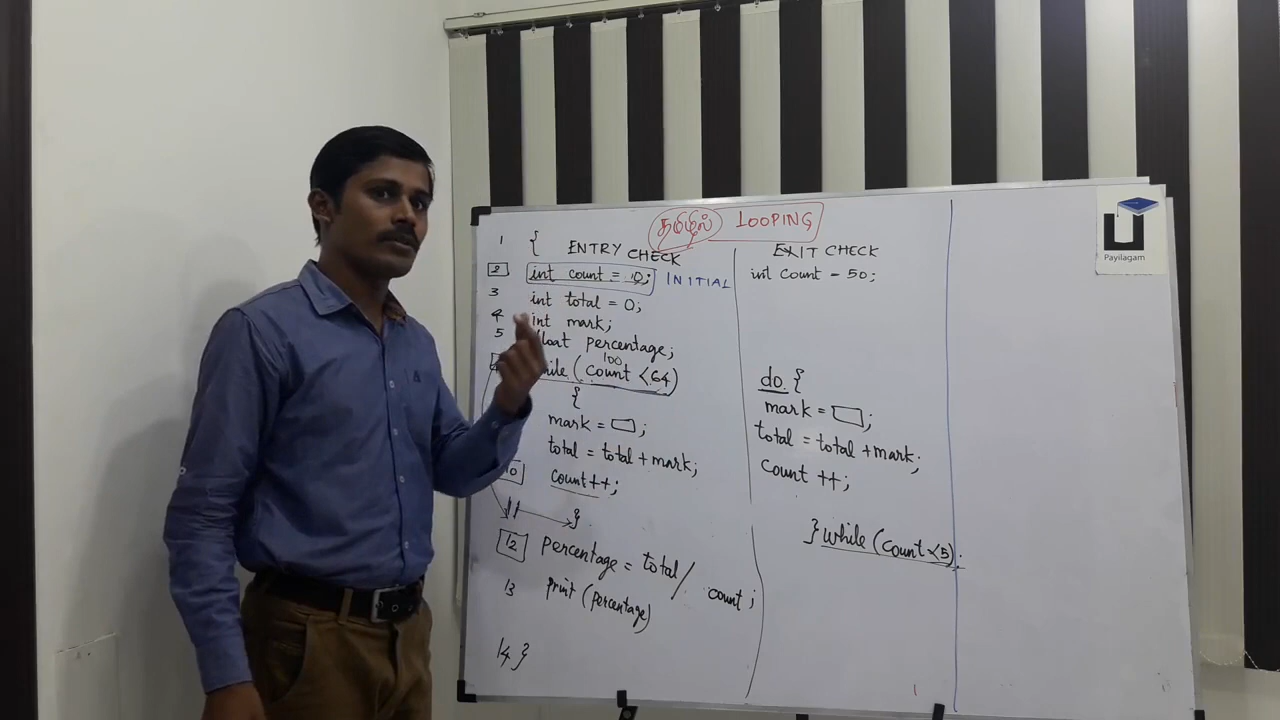 தமிழ் LOOPING
1 {
ENTRY CHECK
2 int count = 0; INITIAL
3 int total = 0;
4 int mark;
5 float percentage;
100
while (count <64)
{
mark = ;
total = total + mark;
10 count++;
11 }
12 percentage = total / count;
13 print (percentage)
14 }
EXIT CHECK
int count = 50;
do {
mark = ;
total = total + mark;
count ++;
} while (count <5);
Payilagam